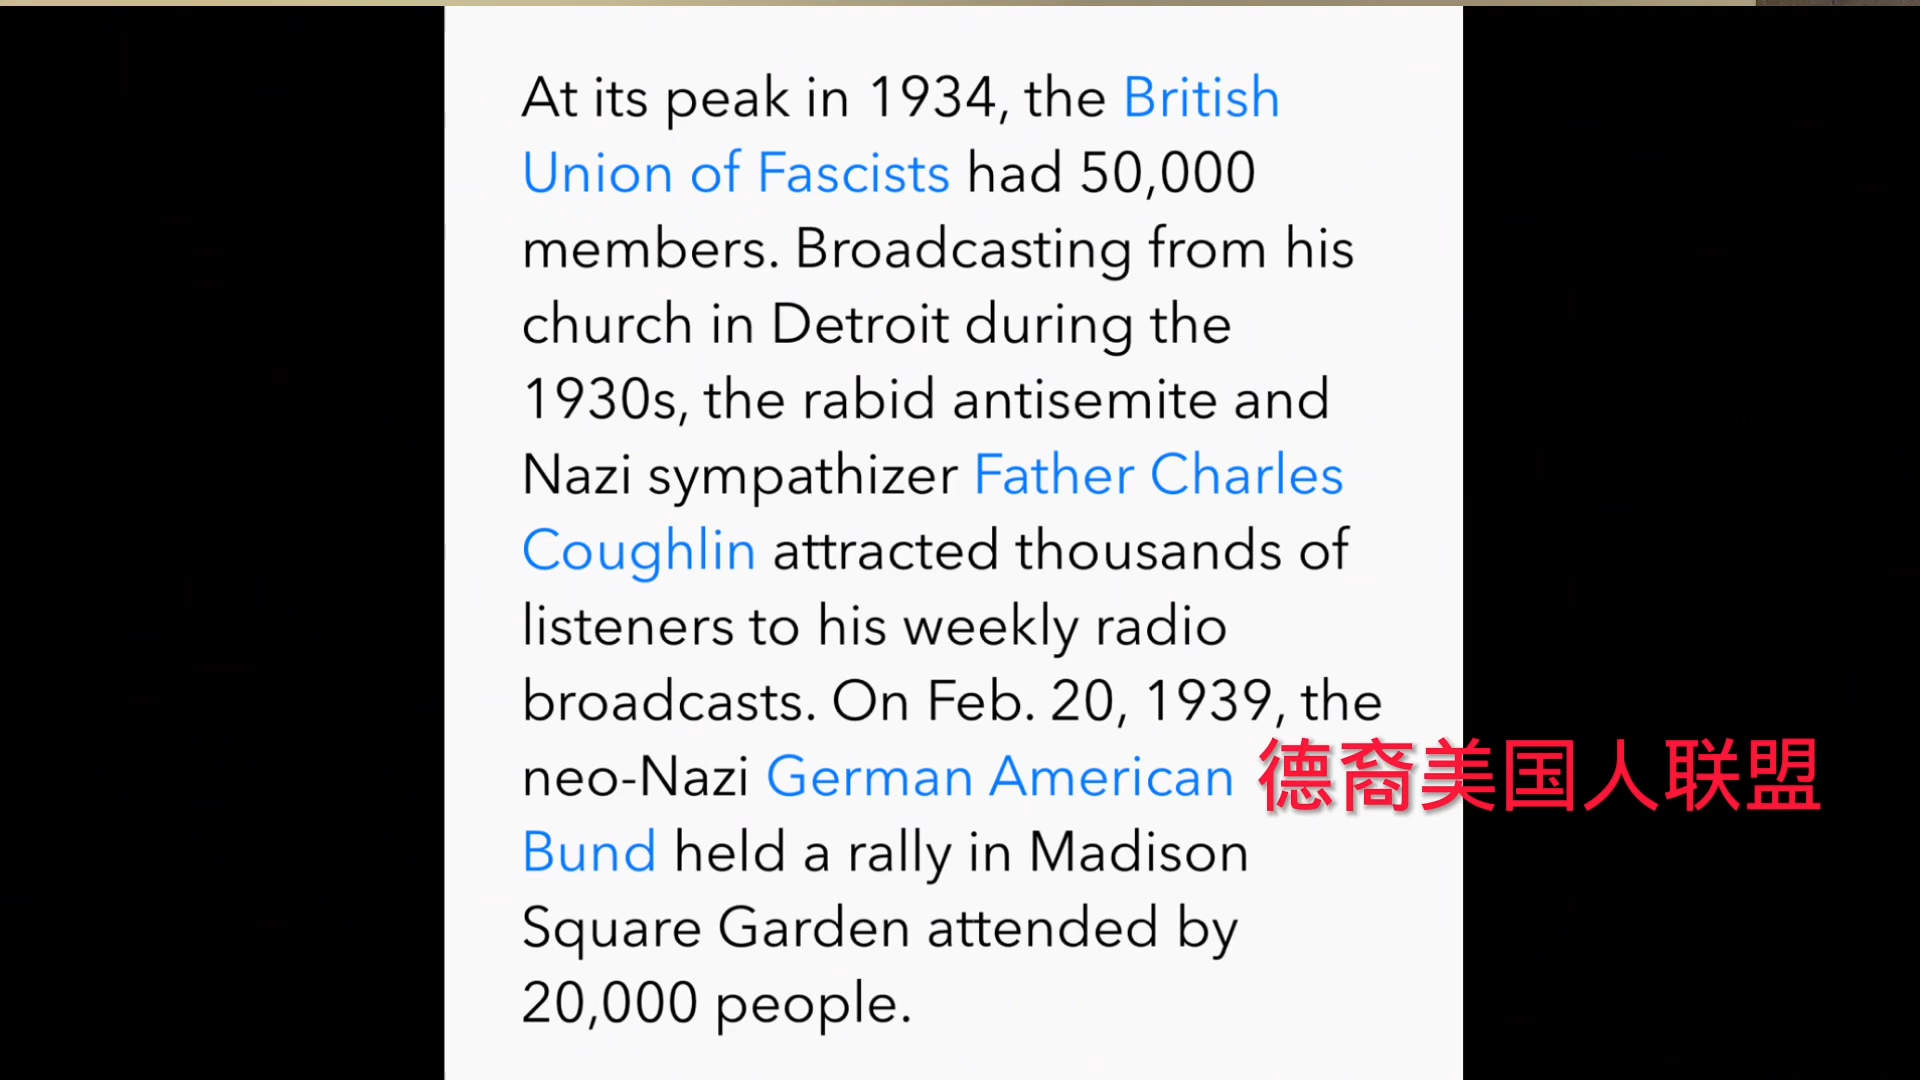 At its peak in 1934, the British
Union of Fascists had 50,000
members. Broadcasting from his
church in Detroit during the
1930s, the rabid antisemite and
Nazi sympathizer Father Charles
Coughlin attracted thousands of
listeners to his weekly radio
broadcasts. On Feb. 20, 1939, the
neo-Nazi German American 德裔美国人联盟
Bund held a rally in Madison
Square Garden attended by
20,000 people.